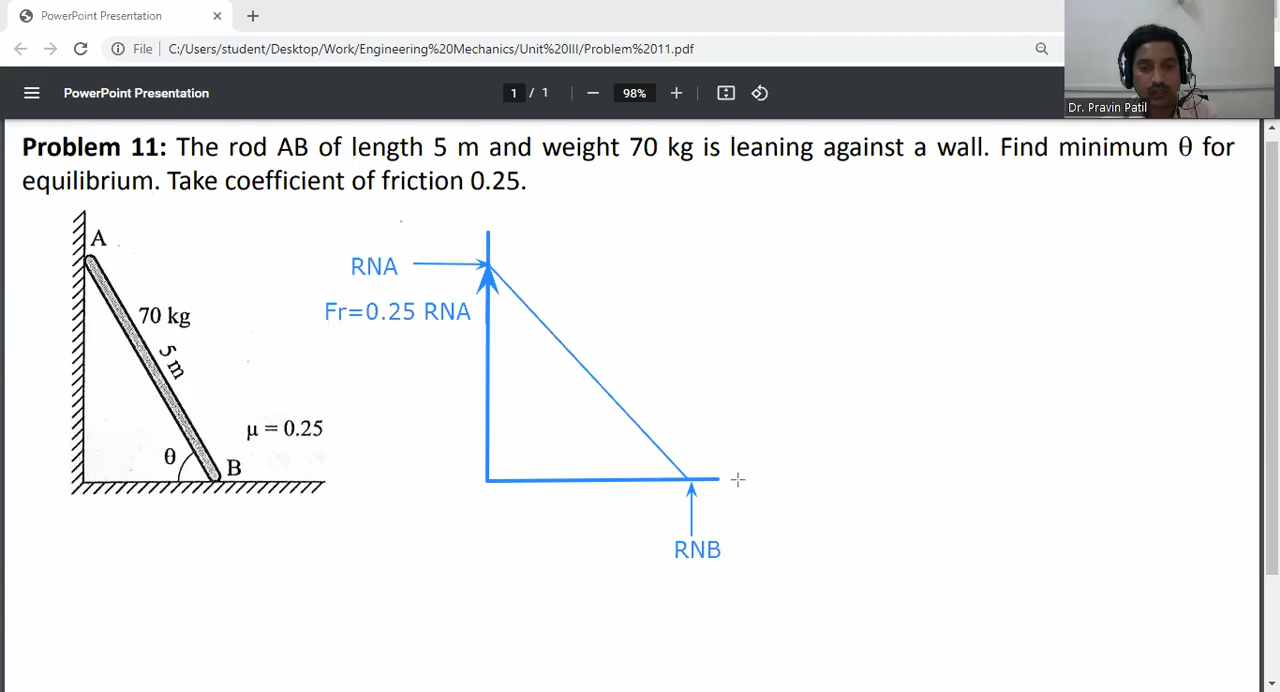 PowerPoint Presentation
File C:/Users/student/Desktop/Work/Engineering%20Mechanics/Unit%20III/Problem%2011.pdf
PowerPoint Presentation
1 / 1
98%
Dr. Pravin Patil
Problem 11: The rod AB of length 5 m and weight 70 kg is leaning against a wall. Find minimum θ for
equilibrium. Take coefficient of friction 0.25.
A
70 kg
5 m
μ = 0.25
θ
B
RNA
Fr=0.25 RNA
RNB